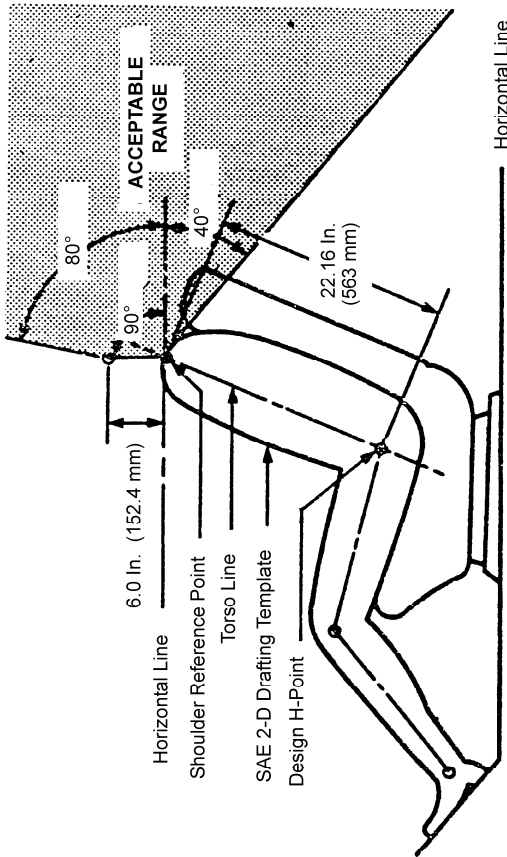 80°
ACCEPTABLE
RANGE
90°
40°
6.0 In. (152.4 mm)
Horizontal Line
Shoulder Reference Point
Torso Line
SAE 2-D Drafting Template
Design H-Point
22.16 In.
(563 mm)
Horizontal Line